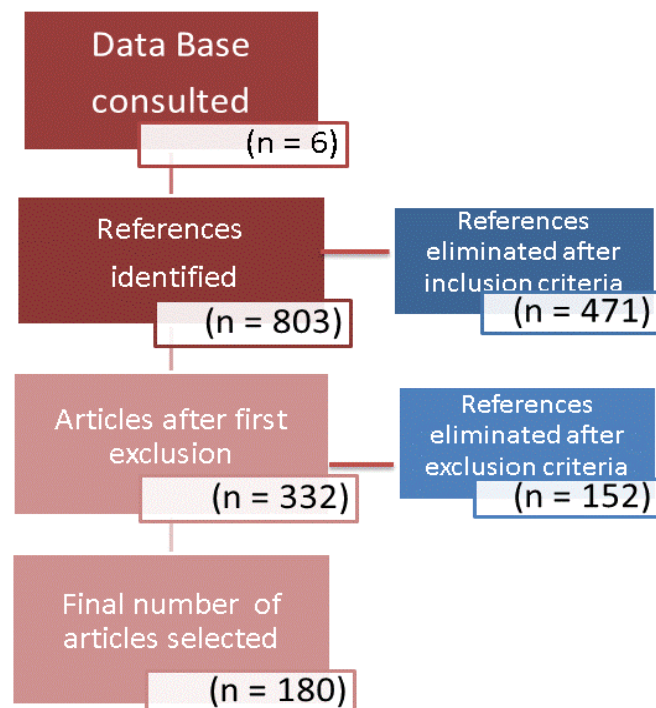 Data Base
consulted
(n = 6)
References
identified
(n = 803)
References
eliminated after
inclusion criteria
(n = 471)
Articles after first
exclusion
(n = 332)
References
eliminated after
exclusion criteria
(n = 152)
Final number of
articles selected
(n = 180)